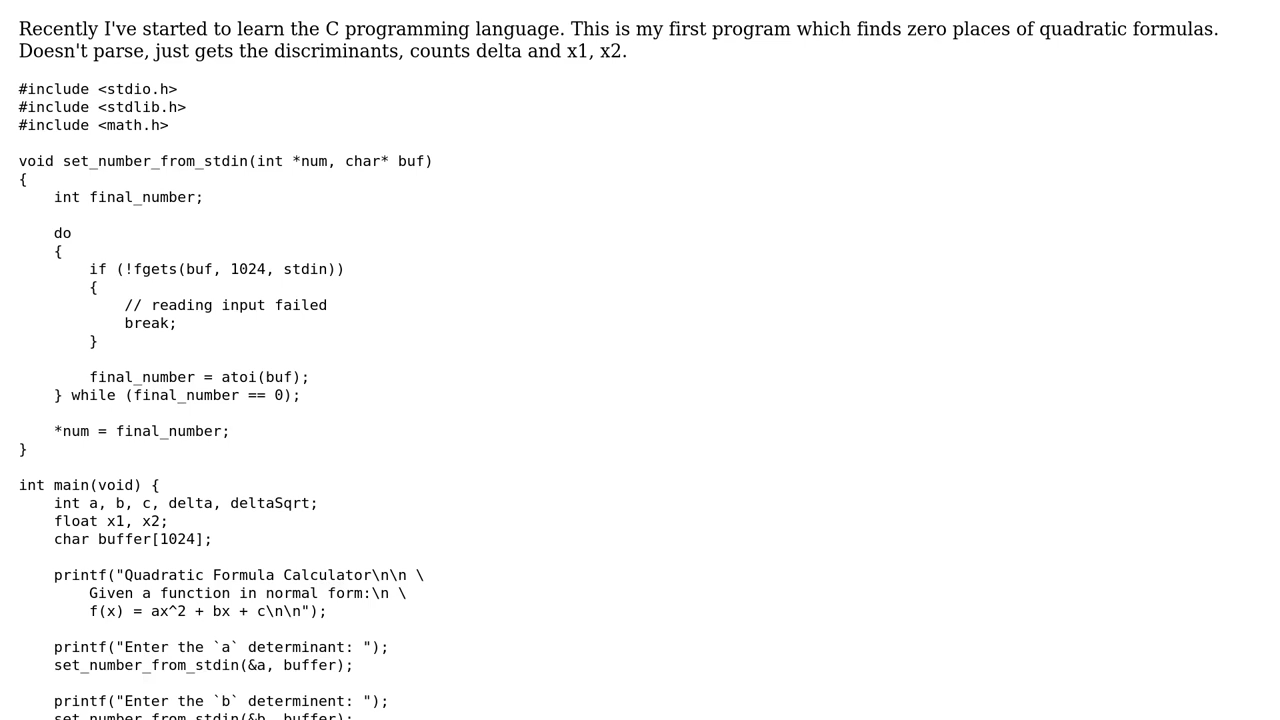 Recently I've started to learn the C programming language. This is my first program which finds zero places of quadratic formulas.
Doesn't parse, just gets the discriminants, counts delta and x1, x2.
#include <stdio.h>
#include <stdlib.h>
#include <math.h>
void set_number_from_stdin(int *num, char* buf)
{
    int final_number;
    do
    {
        if (!fgets(buf, 1024, stdin))
        {
            // reading input failed
            break;
        }
        final_number = atoi(buf);
    } while (final_number == 0);
    *num = final_number;
}
int main(void) {
    int a, b, c, delta, deltaSqrt;
    float x1, x2;
    char buffer[1024];
    printf("Quadratic Formula Calculator\n\n \
        Given a function in normal form:\n \
        f(x) = ax^2 + bx + c\n\n");
    printf("Enter the `a` determinant: ");
    set_number_from_stdin(&a, buffer);
    printf("Enter the `b` determinent: ");
    set_number_from_stdin(&b, buffer);